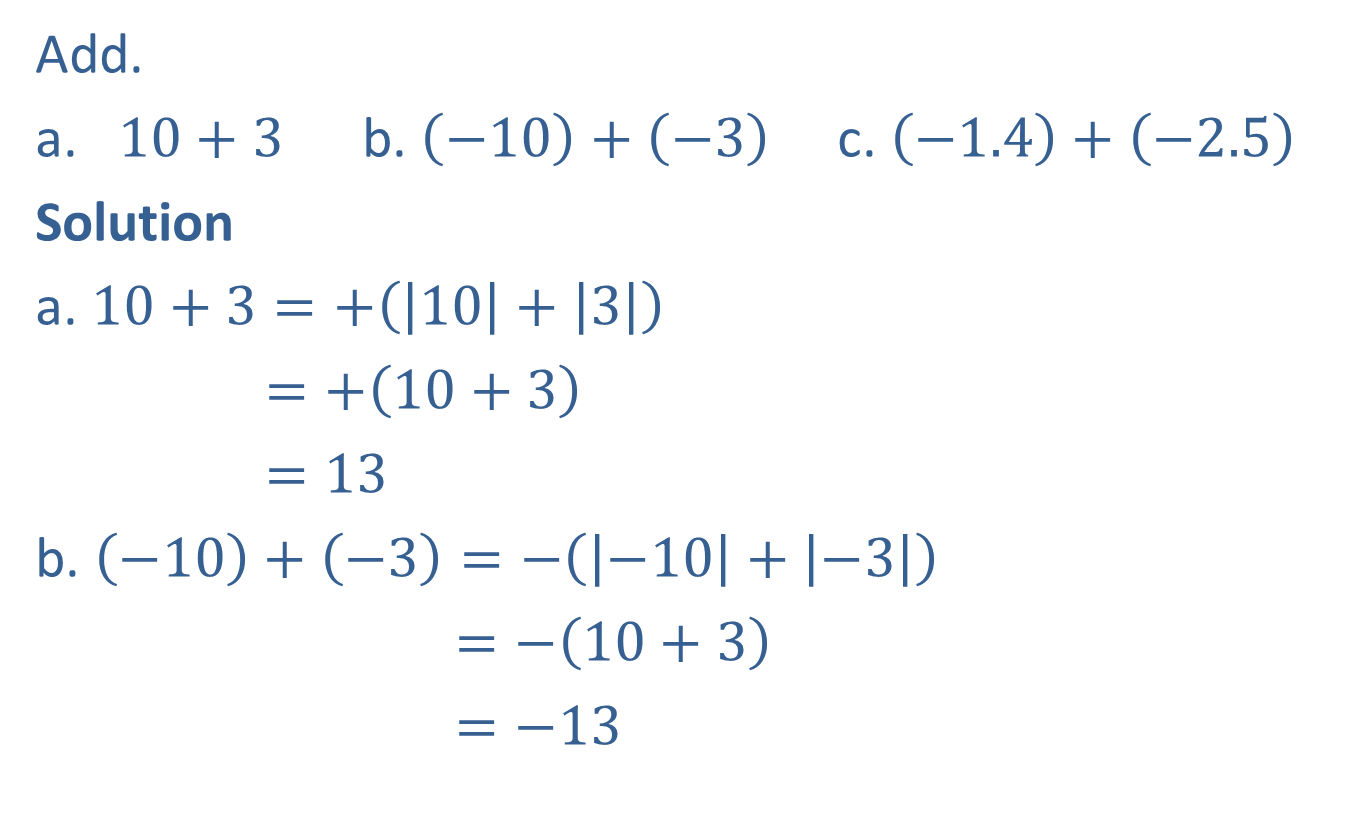 Add.
a. 10 + 3 b. (−10) + (−3) c. (−1.4) + (−2.5)
Solution
a. 10 + 3 = +(|10| + |3|)
= +(10 + 3)
= 13
b. (−10) + (−3) = −(|−10| + |−3|)
= −(10 + 3)
= −13